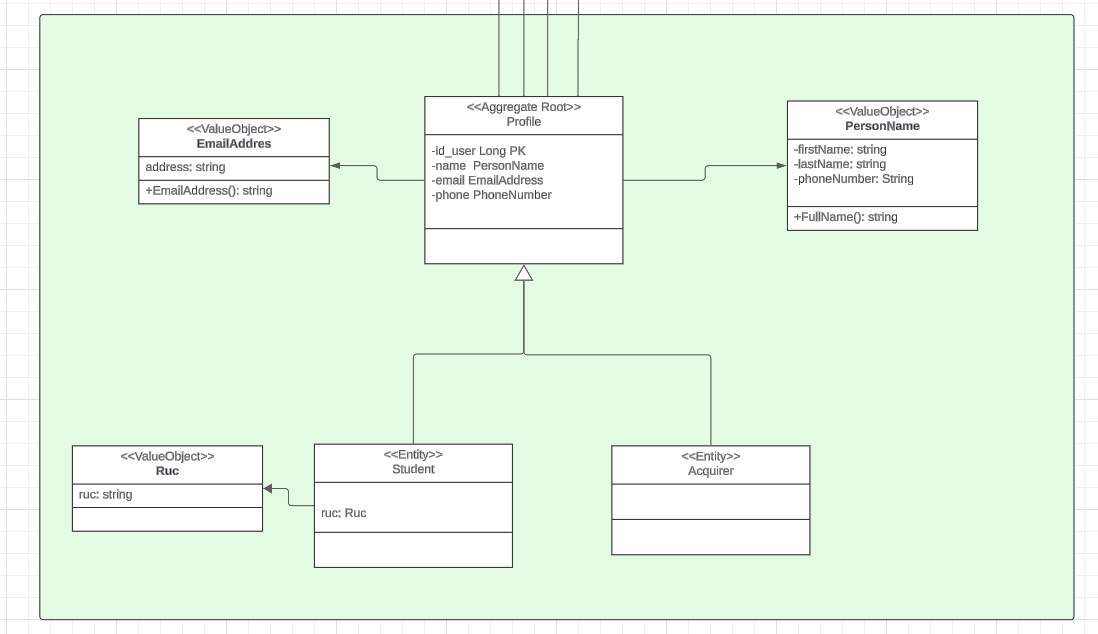 <<Aggregate Root>>
Profile
-id_user Long PK
-name  PersonName
-email EmailAddress
-phone PhoneNumber
<<ValueObject>>
EmailAddres
address: string
+EmailAddress(): string
<<ValueObject>>
PersonName
-firstName: string
-lastName: string
-phoneNumber: String
+FullName(): string
<<ValueObject>>
Ruc
ruc: string
<<Entity>>
Student
ruc: Ruc
<<Entity>>
Acquirer